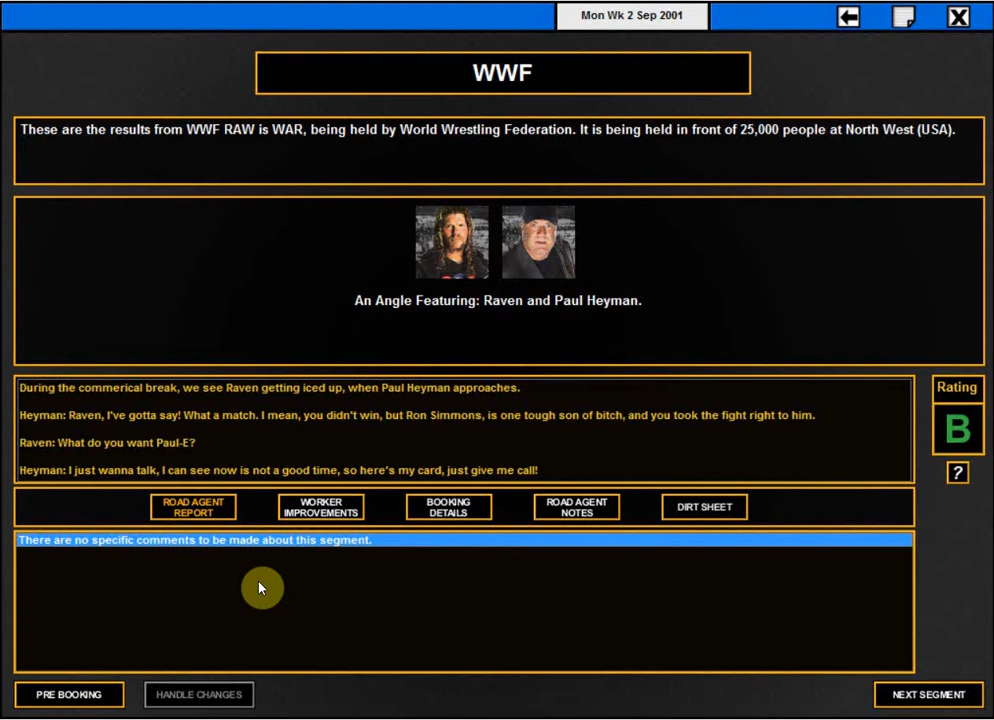 Mon Wk 2 Sep 2001
WWF
These are the results from WWF RAW is WAR, being held by World Wrestling Federation. It is being held in front of 25,000 people at North West (USA).
An Angle Featuring: Raven and Paul Heyman.
During the commerical break, we see Raven getting iced up, when Paul Heyman approaches.
Heyman: Raven, I've gotta say! What a match. I mean, you didn't win, but Ron Simmons, is one tough son of bitch, and you took the fight right to him.
Raven: What do you want Paul-E?
Heyman: I just wanna talk, I can see now is not a good time, so here's my card, just give me call!
Rating
B
?
ROAD AGENT
REPORT
WORKER
IMPROVEMENTS
BOOKING
DETAILS
ROAD AGENT
NOTES
DIRT SHEET
There are no specific comments to be made about this segment.
PRE BOOKING
HANDLE CHANGES
NEXT SEGMENT